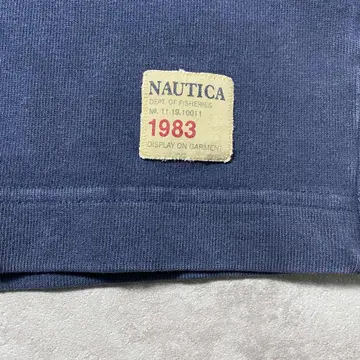 NAUTICA
DEPT. OF FISHERIES
NR. 11.19.10011
1983
DISPLAY ON GARMENT